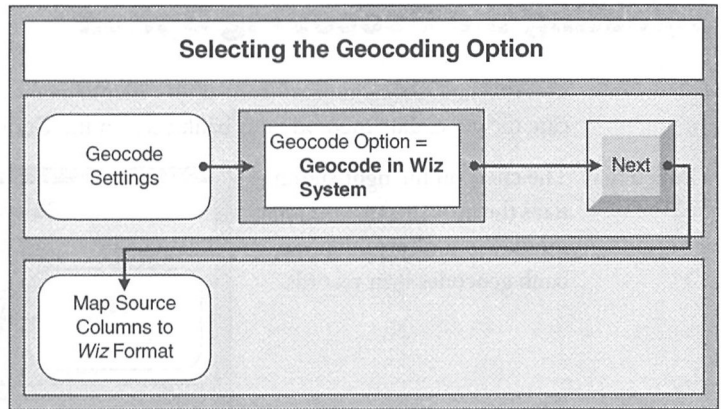 Selecting the Geocoding Option
Geocode
Settings
Geocode Option =
Geocode in Wiz
System
Next
Map Source
Columns to
Wiz Format